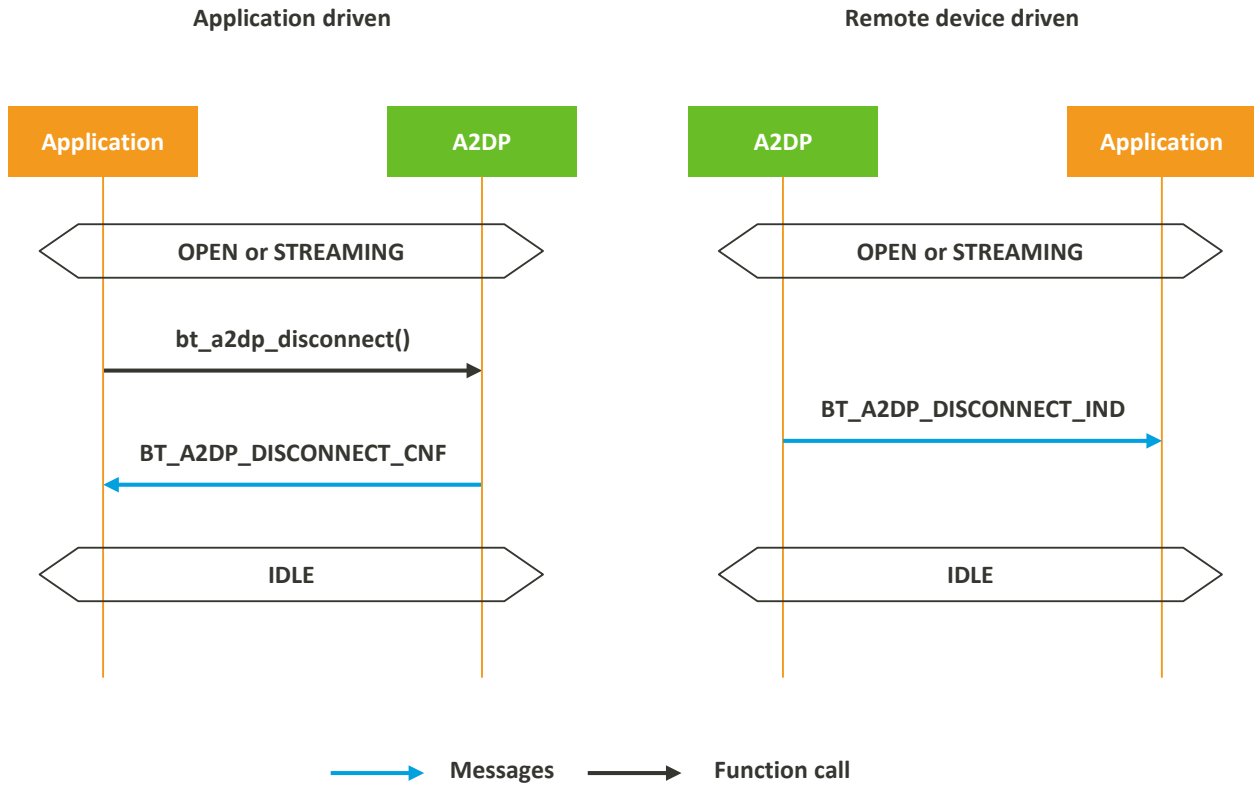 Application driven
Remote device driven
Application
A2DP
A2DP
Application
OPEN or STREAMING
OPEN or STREAMING
bt_a2dp_disconnect()
BT_A2DP_DISCONNECT_IND
BT_A2DP_DISCONNECT_CNF
IDLE
IDLE
Messages
Function call